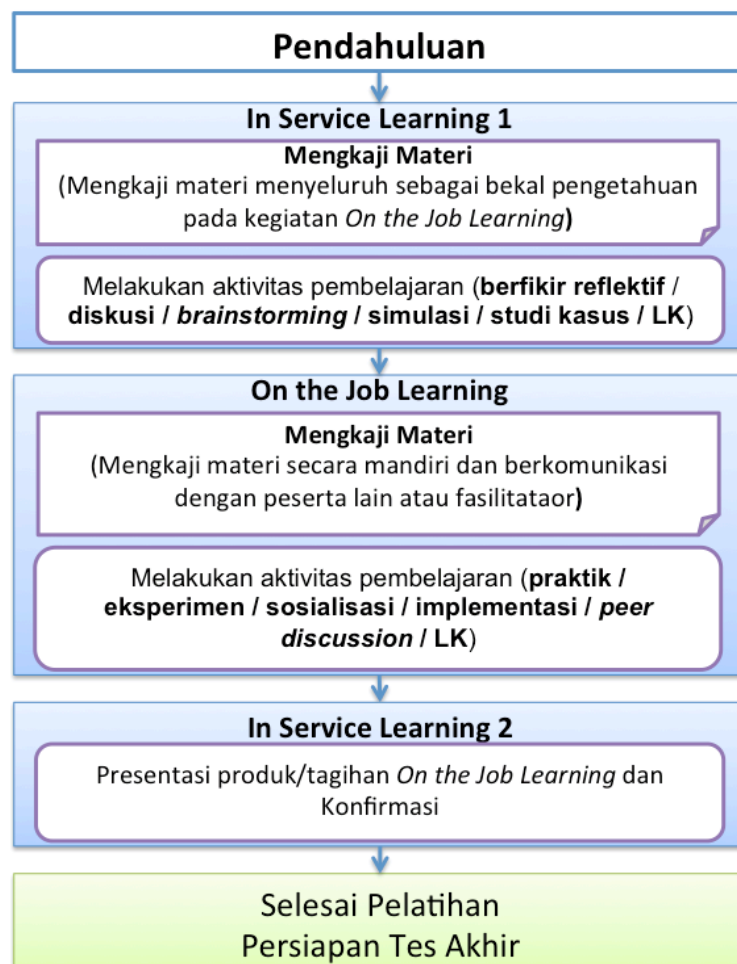 Pendahuluan
In Service Learning 1
Mengkaji Materi
(Mengkaji materi menyeluruh sebagai bekal pengetahuan
pada kegiatan On the Job Learning)
Melakukan aktivitas pembelajaran (berfikir reflektif /
diskusi / brainstorming / simulasi / studi kasus / LK)
On the Job Learning
Mengkaji Materi
(Mengkaji materi secara mandiri dan berkomunikasi
dengan peserta lain atau fasilitataor)
Melakukan aktivitas pembelajaran (praktik /
eksperimen / sosialisasi / implementasi / peer
discussion / LK)
In Service Learning 2
Presentasi produk/tagihan On the Job Learning dan
Konfirmasi
Selesai Pelatihan
Persiapan Tes Akhir